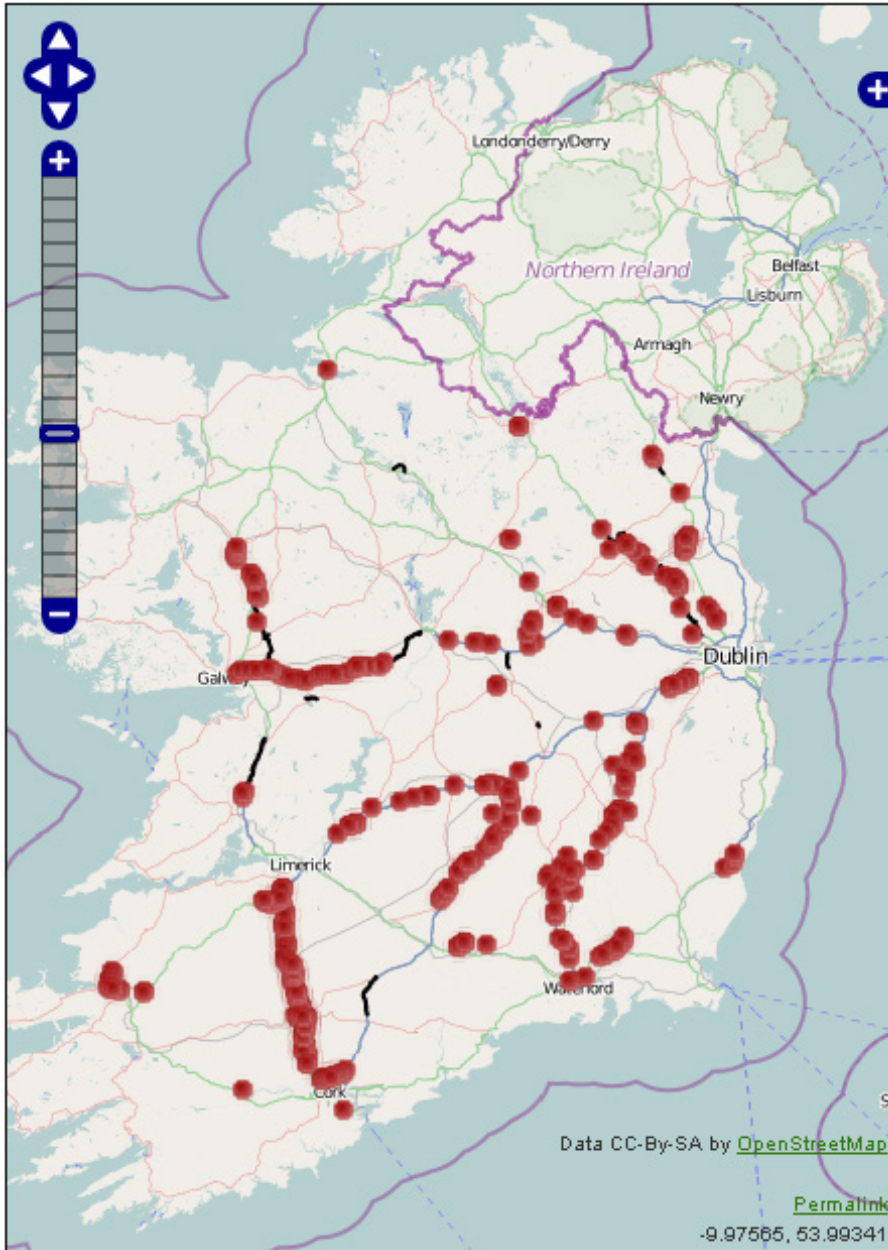 Londonderry/Derry
Northern Ireland
Belfast
Lisburn
Armagh
Newry
Dublin
Galway
Limerick
Waterford
Cork
S
Data CC-By-SA by OpenStreetMap
Permalink
-9.97565, 53.99341